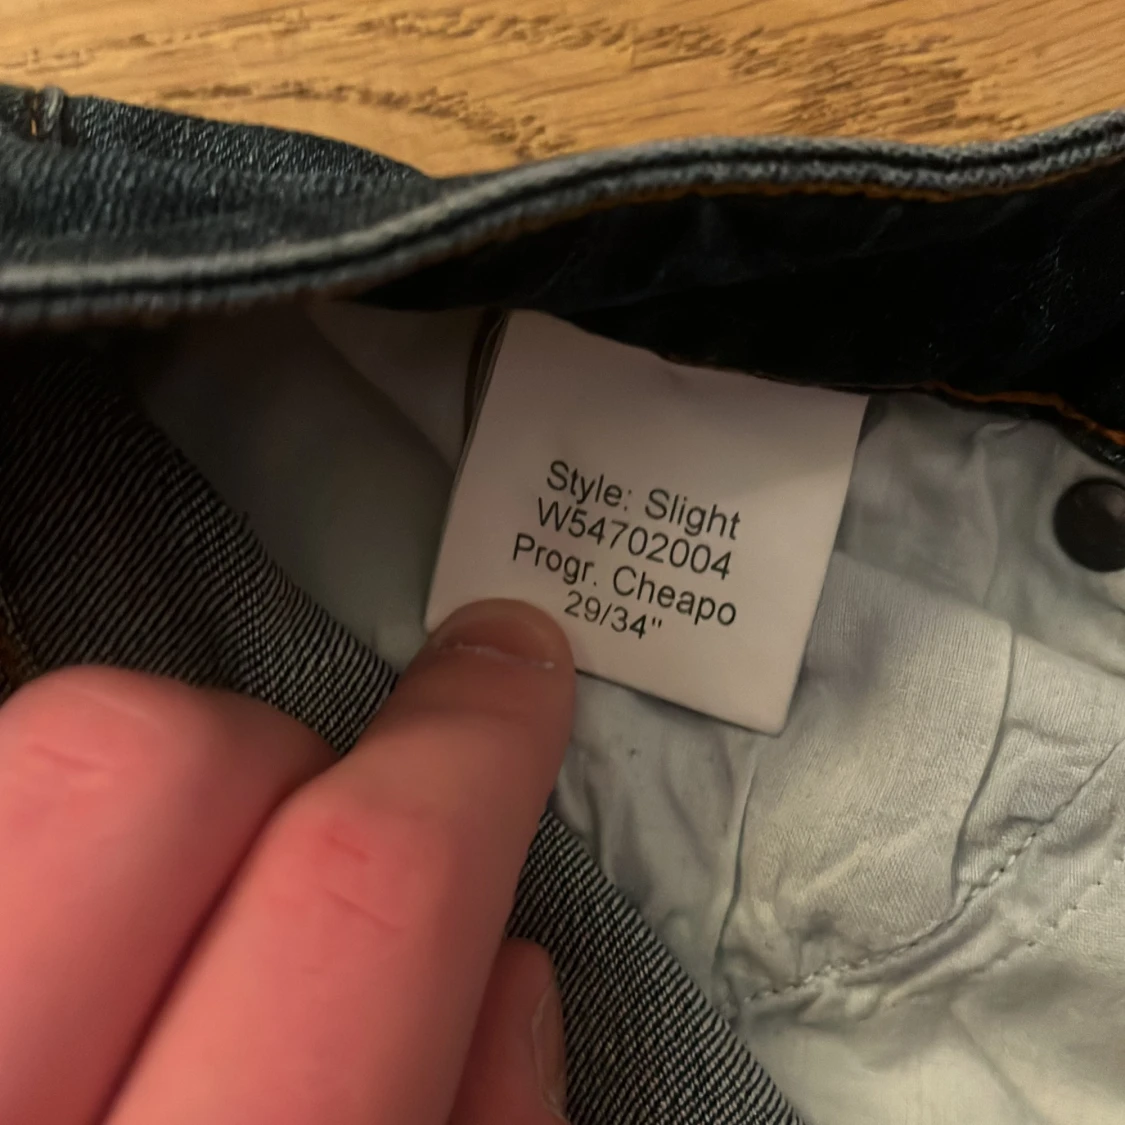 Style: Slight
W54702004
Progr. Cheapo
29/34"